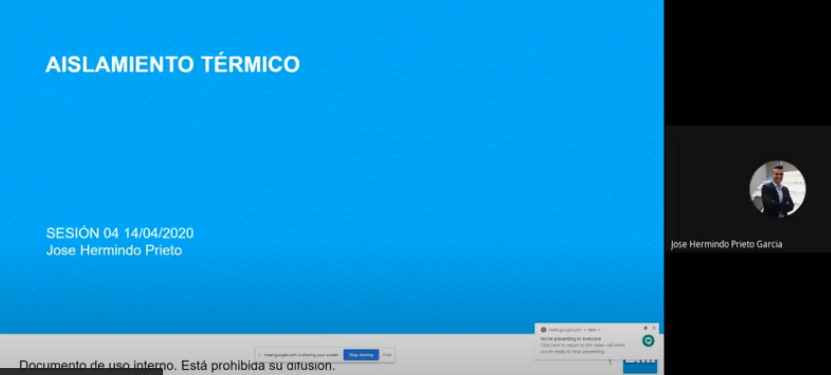 AISLAMIENTO TÉRMICO
SESIÓN 04 14/04/2020
Jose Hermindo Prieto
Jose Hermindo Prieto Garcia
meet.google.com • now
You're presenting to everyone
Click here to return to the video call when
you're ready to stop presenting
meet.google.com is sharing your screen
Stop sharing
Hide
Documento de uso interno. Está prohibida su difusión.